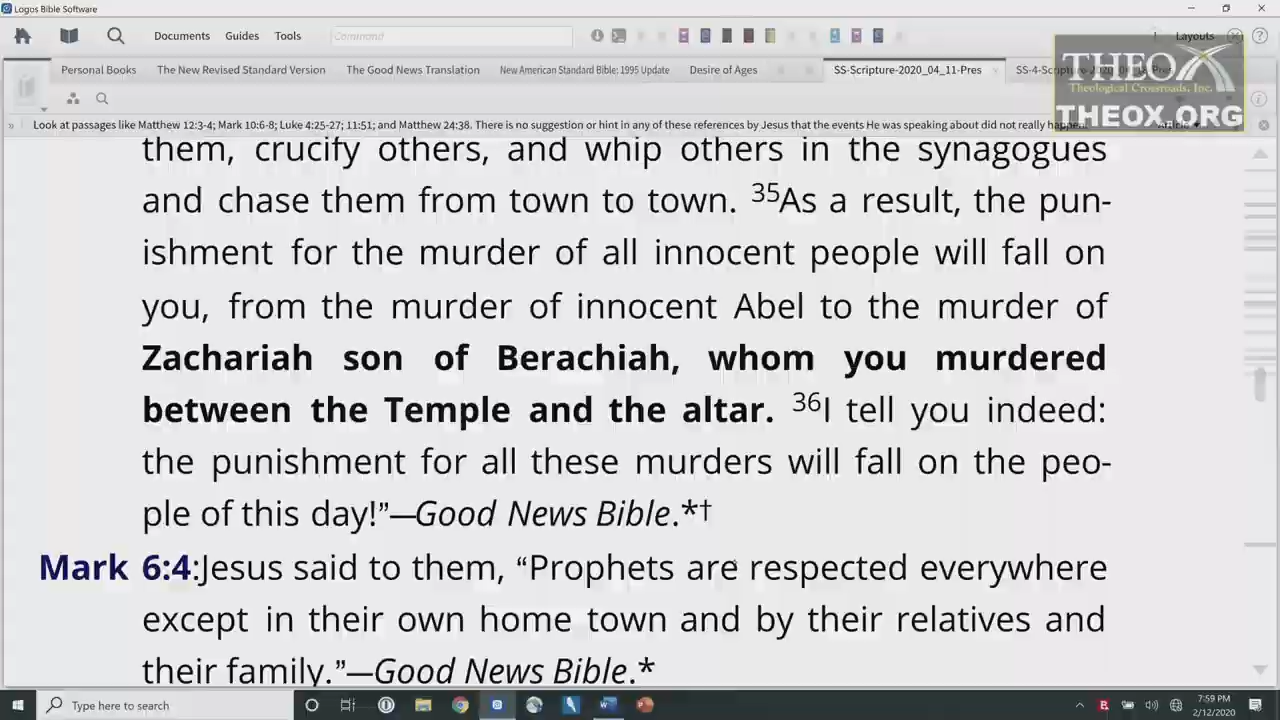 Logos Bible Software
Documents Guides Tools Command Layouts
Personal Books The New Revised Standard Version The Good News Tran New American Standard Bible: 1995 Update Desire of Ages SS-Scripture-2020_04_11-Pres
THEOX
Theological Crossroads, Inc.
THEOX.ORG
Look at passages like Matthew 12:3-4; Mark 10:6-8; Luke 4:25-27; 11:51; and Matthew 24:38. There is no suggestion or hint in any of these references by Jesus that the events He was speaking about did not really happen.
them, crucify others, and whip others in the synagogues
and chase them from town to town. 35As a result, the pun-
ishment for the murder of all innocent people will fall on
you, from the murder of innocent Abel to the murder of
Zachariah son of Berachiah, whom you murdered
between the Temple and the altar. 36I tell you indeed:
the punishment for all these murders will fall on the peo-
ple of this day!”—Good News Bible.*†
Mark 6:4:Jesus said to them, “Prophets are respected everywhere
except in their own home town and by their relatives and
their family.”—Good News Bible.*
Type here to search
7:59 PM
2/12/2020